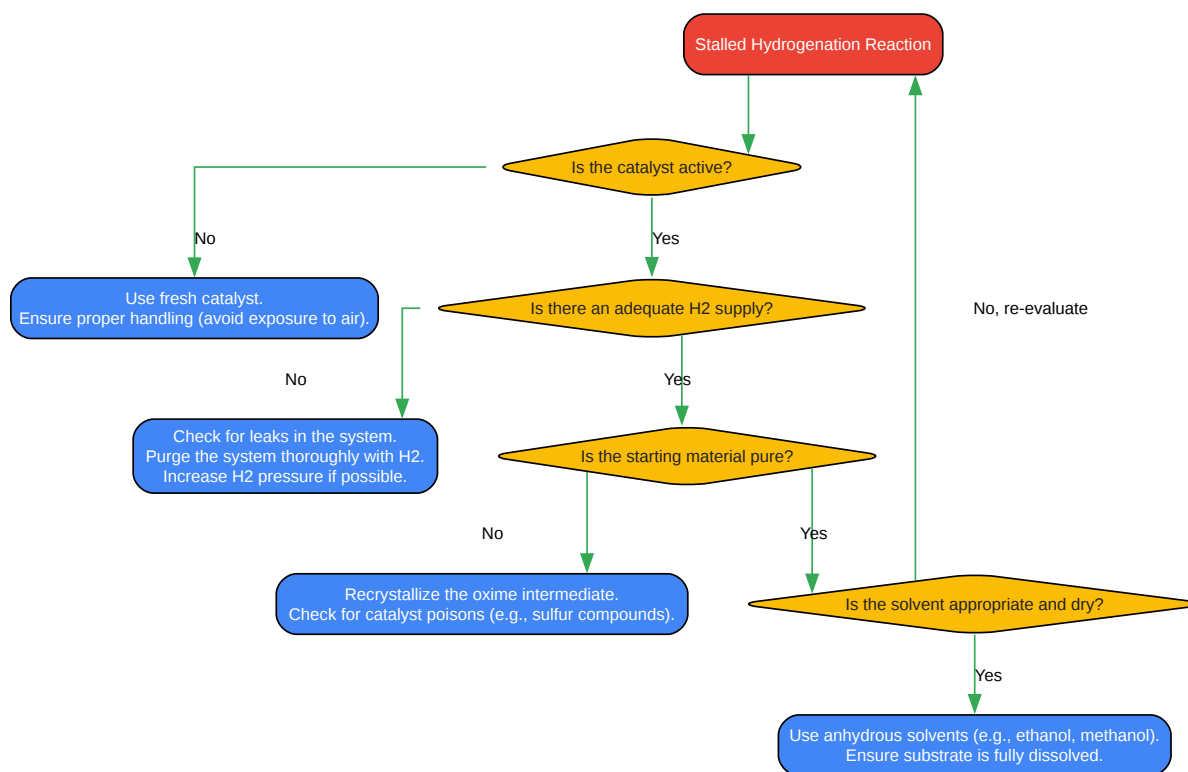 Stalled Hydrogenation Reaction
Is the catalyst active?
No
Yes
Use fresh catalyst.
Ensure proper handling (avoid exposure to air).
Is there an adequate H2 supply?
No, re-evaluate
No
Yes
Check for leaks in the system.
Purge the system thoroughly with H2.
Increase H2 pressure if possible.
Is the starting material pure?
No
Yes
Recrystallize the oxime intermediate.
Check for catalyst poisons (e.g., sulfur compounds).
Is the solvent appropriate and dry?
Yes
Use anhydrous solvents (e.g., ethanol, methanol).
Ensure substrate is fully dissolved.